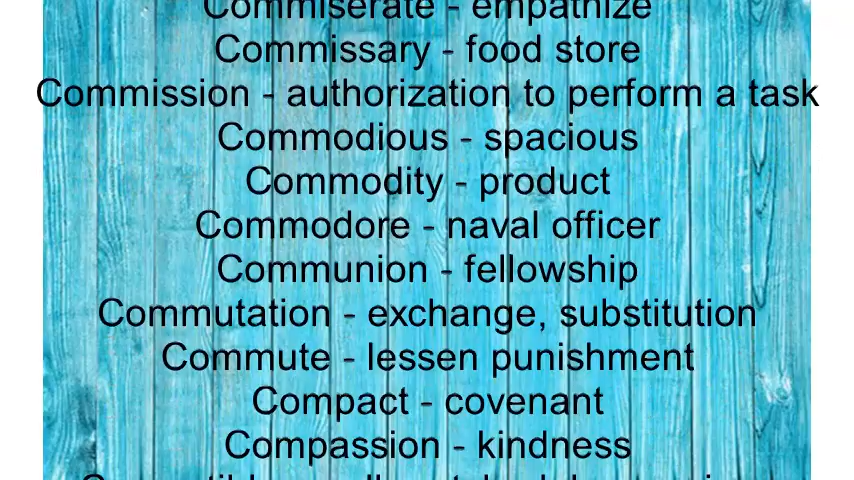 Commiserate - empathize
Commissary - food store
Commission - authorization to perform a task
Commodious - spacious
Commodity - product
Commodore - naval officer
Communion - fellowship
Commutation - exchange, substitution
Commute - lessen punishment
Compact - covenant
Compassion - kindness